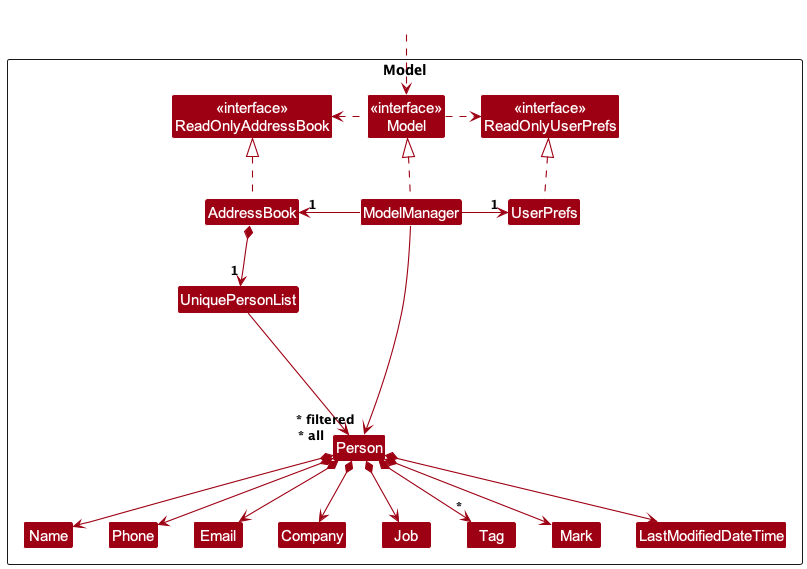 Model
«interface»
ReadOnlyAddressBook
«interface»
Model
«interface»
ReadOnlyUserPrefs
AddressBook
1
ModelManager
1
UserPrefs
1
UniquePersonList
* filtered
* all
Person
*
Name
Phone
Email
Company
Job
Tag
Mark
LastModifiedDateTime